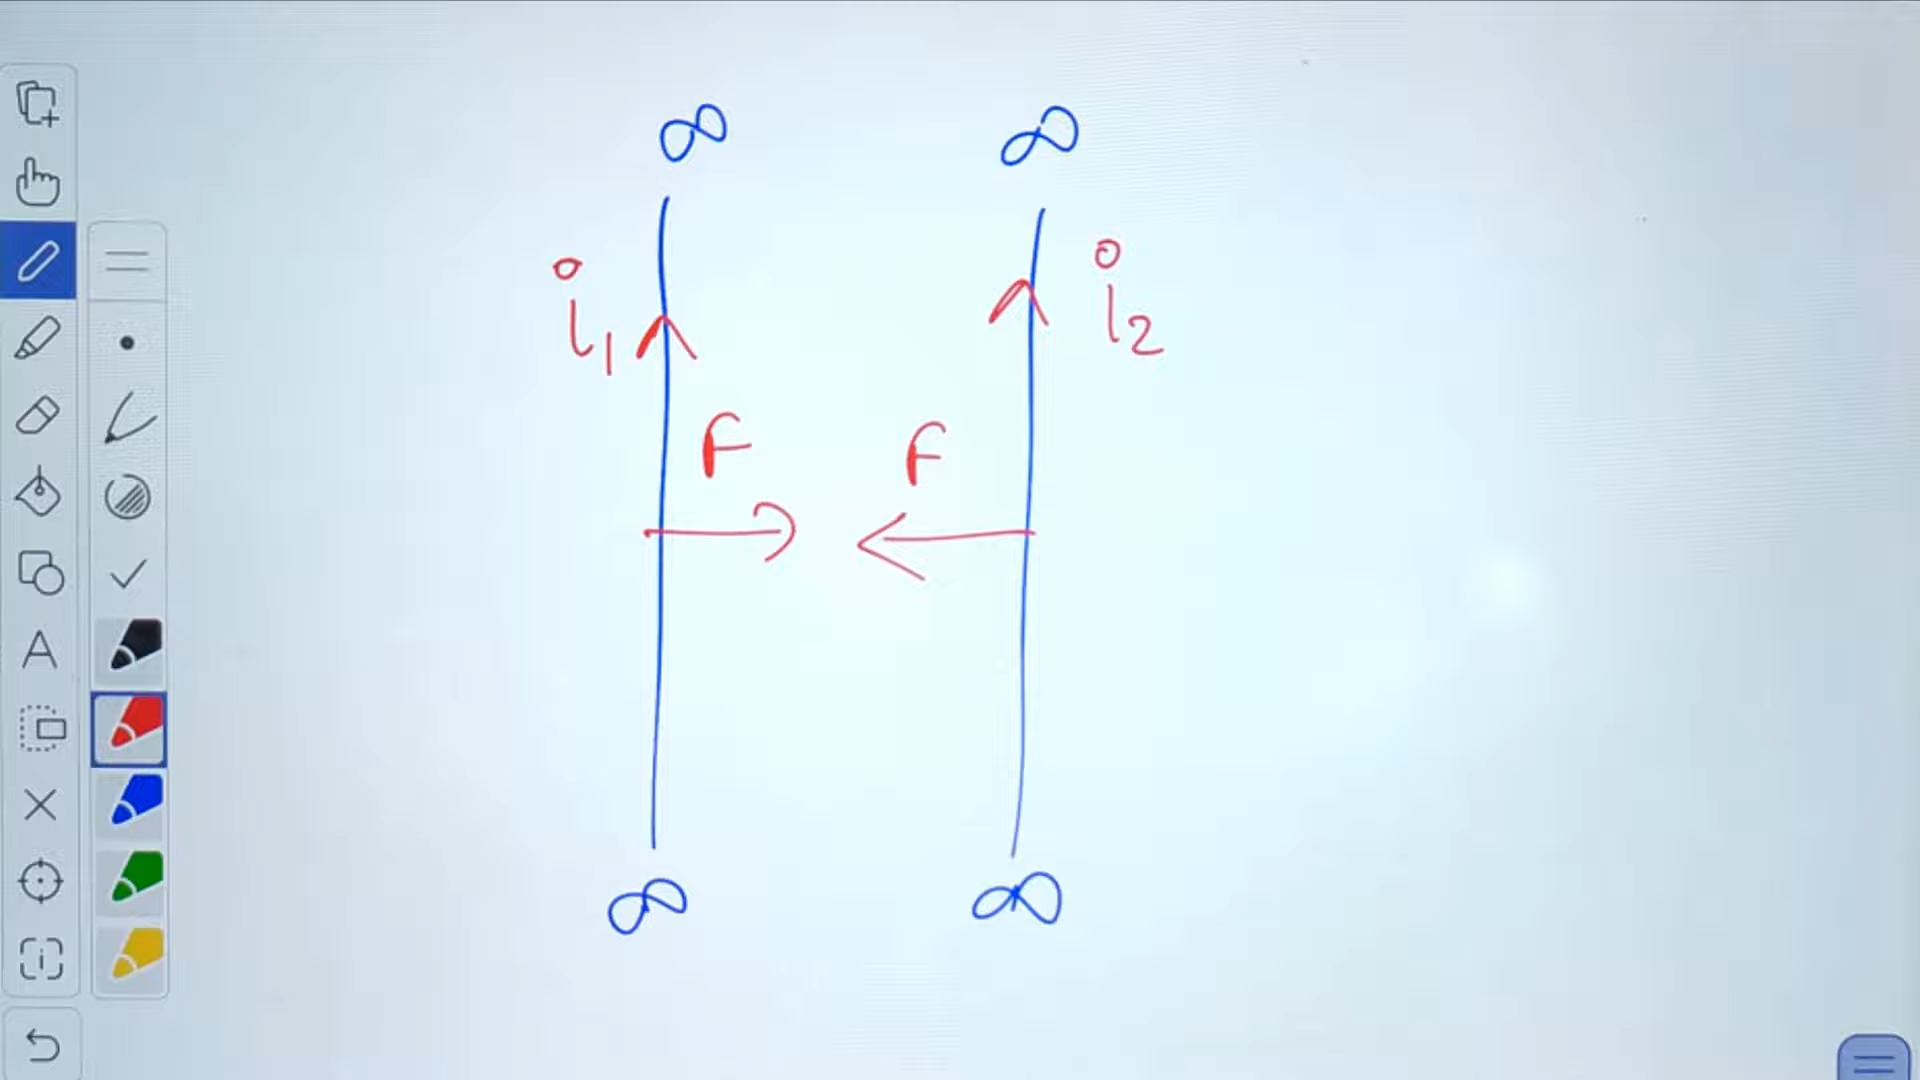 ∞ ∞
i₁ i₂
F F
∞ ∞
A